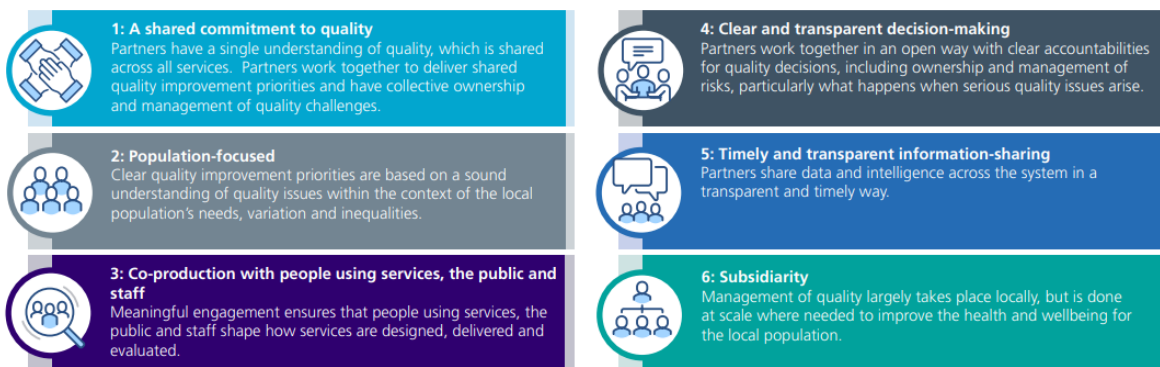 1: A shared commitment to quality
Partners have a single understanding of quality, which is shared
across all services.  Partners work together to deliver shared
quality improvement priorities and have collective ownership
and management of quality challenges.
2: Population-focused
Clear quality improvement priorities are based on a sound
understanding of quality issues within the context of the local
population’s needs, variation and inequalities.
3: Co-production with people using services, the public and
staff
Meaningful engagement ensures that people using services, the
public and staff shape how services are designed, delivered and
evaluated.
4: Clear and transparent decision-making
Partners work together in an open way with clear accountabilities
for quality decisions, including ownership and management of
risks, particularly what happens when serious quality issues arise.
5: Timely and transparent information-sharing
Partners share data and intelligence across the system in a
transparent and timely way.
6: Subsidiarity
Management of quality largely takes place locally, but is done
at scale where needed to improve the health and wellbeing for
the local population.